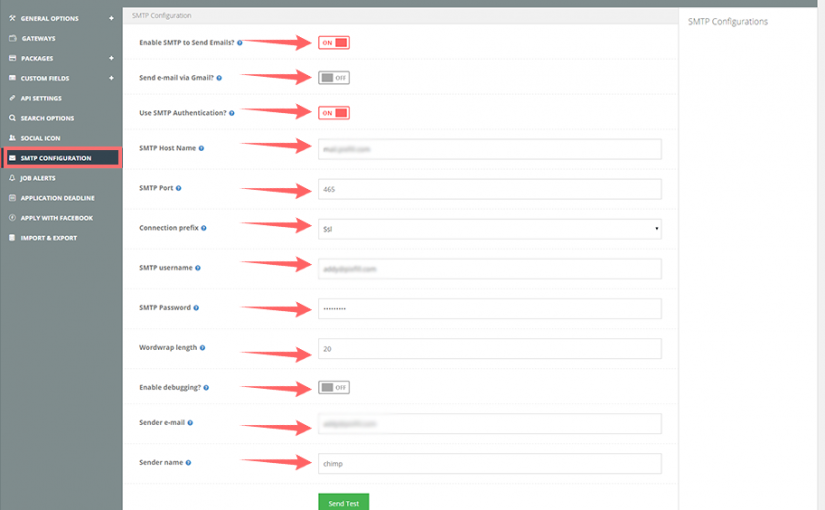 SMTP Configuration
SMTP Configurations
GENERAL OPTIONS +
GATEWAYS
PACKAGES +
CUSTOM FIELDS +
API SETTINGS
SEARCH OPTIONS
SOCIAL ICON
SMTP CONFIGURATION
JOB ALERTS
APPLICATION DEADLINE
APPLY WITH FACEBOOK
IMPORT & EXPORT
Enable SMTP to Send Emails? ?
ON
Send e-mail via Gmail? ?
OFF
Use SMTP Authentication? ?
ON
SMTP Host Name ?
SMTP Port ?
465
Connection prefix ?
Ssl
SMTP username ?
SMTP Password ?
•••••••••
Wordwrap length ?
20
Enable debugging? ?
OFF
Sender e-mail ?
Sender name ?
chimp
Send Test